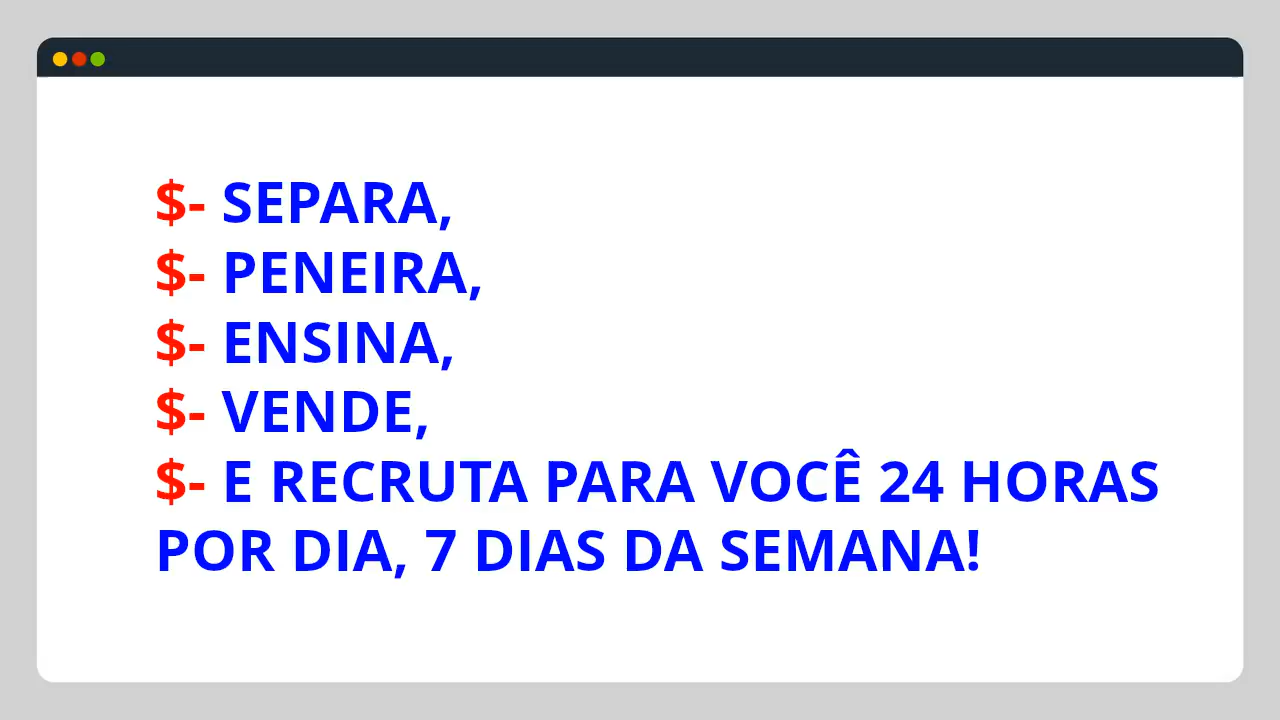 $- SEPARA,
$- PENEIRA,
$- ENSINA,
$- VENDE,
$- E RECRUTA PARA VOCÊ 24 HORAS
POR DIA, 7 DIAS DA SEMANA!